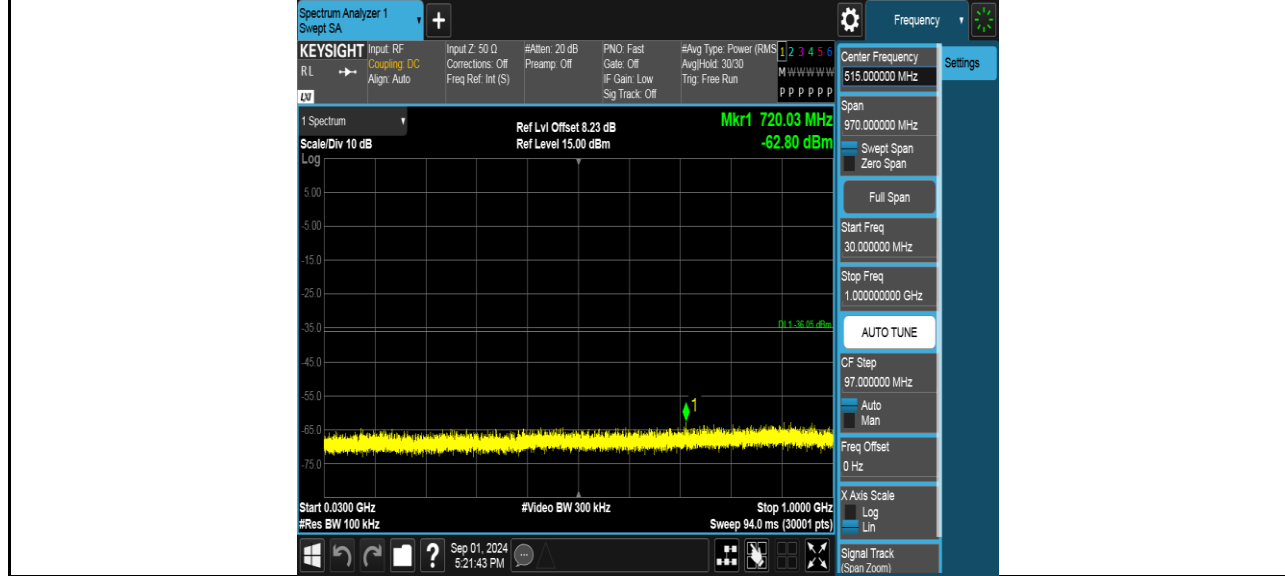 Spectrum Analyzer 1
Swept SA
+
Frequency
KEYSIGHT
RL
LXI
Input: RF
Coupling: DC
Align: Auto
Input Z: 50 Ω
Corrections: Off
Freq Ref: Int (S)
#Atten: 20 dB
Preamp: Off
PNO: Fast
Gate: Off
IF Gain: Low
Sig Track: Off
#Avg Type: Power (RMS
Avg|Hold: 30/30
Trig: Free Run
1 2 3 4 5 6
M W W W W W
P P P P P P
1 Spectrum
Scale/Div 10 dB
Log
Ref Lvl Offset 8.23 dB
Ref Level 15.00 dBm
Mkr1 720.03 MHz
-62.80 dBm
5.00
-5.00
-15.0
-25.0
-35.0
-45.0
-55.0
-65.0
-75.0
DL1 -36.05 dBm
1
Start 0.0300 GHz
#Res BW 100 kHz
#Video BW 300 kHz
Stop 1.0000 GHz
Sweep 94.0 ms (30001 pts)
Center Frequency
515.000000 MHz
Settings
Span
970.000000 MHz
Swept Span
Zero Span
Full Span
Start Freq
30.000000 MHz
Stop Freq
1.000000000 GHz
AUTO TUNE
CF Step
97.000000 MHz
Auto
Man
Freq Offset
0 Hz
X Axis Scale
Log
Lin
Signal Track
(Span Zoom)
?
Sep 01, 2024
5:21:43 PM